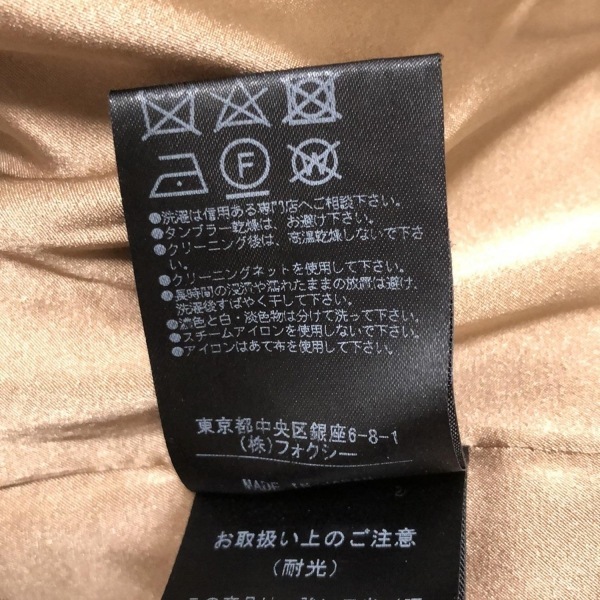 F
W
●洗濯は信用ある専門店へご相談下さい。
●タンブラー乾燥は、お避け下さい。
●クリーニング後は、高温乾燥しないで下さ
い。
●クリーニングネットを使用して下さい。
●長時間の浸漬や濡れたままの放置は避け、
洗濯後すばやく干して下さい。
●濃色と白・淡色物は分けて洗って下さい。
●スチームアイロンを使用しないで下さい。
●アイロンはあて布を使用して下さい。
東京都中央区銀座6-8-1
(株)フォクシー
MADE IN
2
お取扱い上のご注意
(耐光)